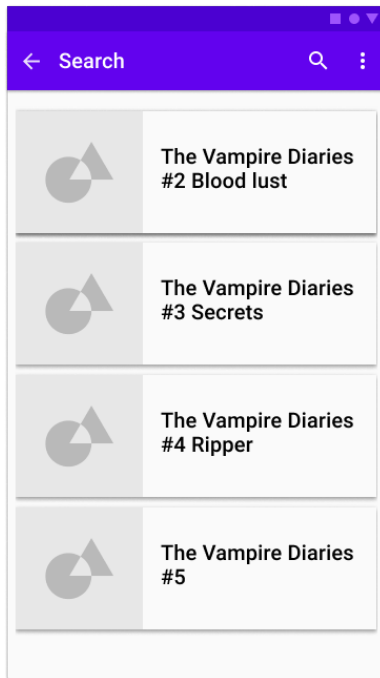 Search
The Vampire Diaries
#2 Blood lust
The Vampire Diaries
#3 Secrets
The Vampire Diaries
#4 Ripper
The Vampire Diaries
#5